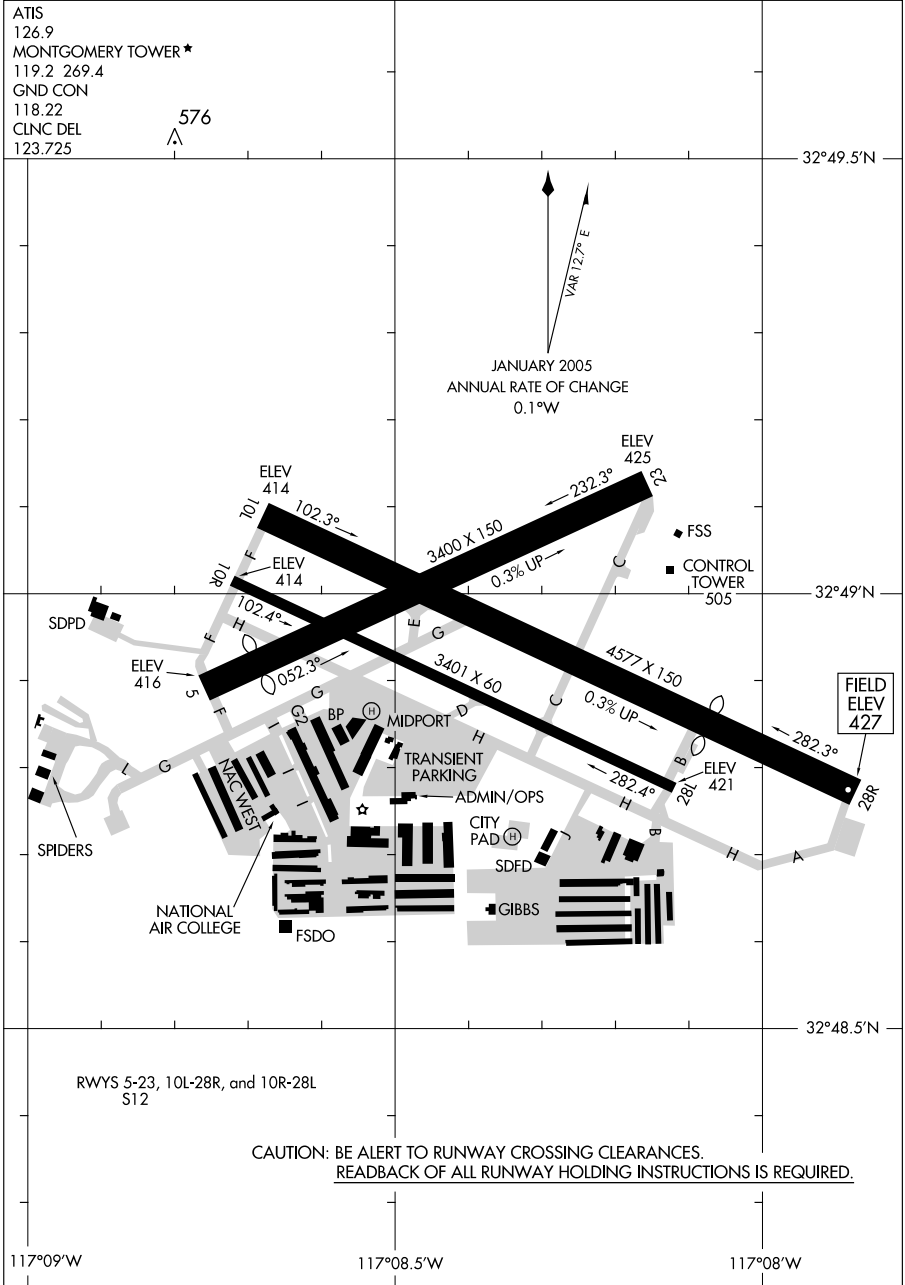 ATIS
126.9
MONTGOMERY TOWER★
119.2 269.4
GND CON
118.22
CLNC DEL
123.725
576
32°49.5'N
VAR 12.7° E
JANUARY 2005
ANNUAL RATE OF CHANGE
0.1°W
ELEV
425
23
232.3°
ELEV
414
10L
102.3°
3400 X 150
0.3% UP
FSS
CONTROL
TOWER
505
C
F
10R
ELEV
414
32°49'N
102.4°
SDPD
H
F
E
G
052.3°
3401 X 60
4577 X 150
0.3% UP
ELEV
416
5
F
G
G2
BP
H
MIDPORT
D
H
C
FIELD
ELEV
427
282.3°
28R
I
I
I
L
G
NAC WEST
TRANSIENT
PARKING
282.4°
28L
B
ELEV
421
ADMIN/OPS
H
CITY
PAD
H
J
B
H
A
SPIDERS
SDFD
NATIONAL
AIR COLLEGE
GIBBS
FSDO
32°48.5'N
RWYS 5-23, 10L-28R, and 10R-28L
S12
CAUTION: BE ALERT TO RUNWAY CROSSING CLEARANCES.
READBACK OF ALL RUNWAY HOLDING INSTRUCTIONS IS REQUIRED.
117°09'W
117°08.5'W
117°08'W